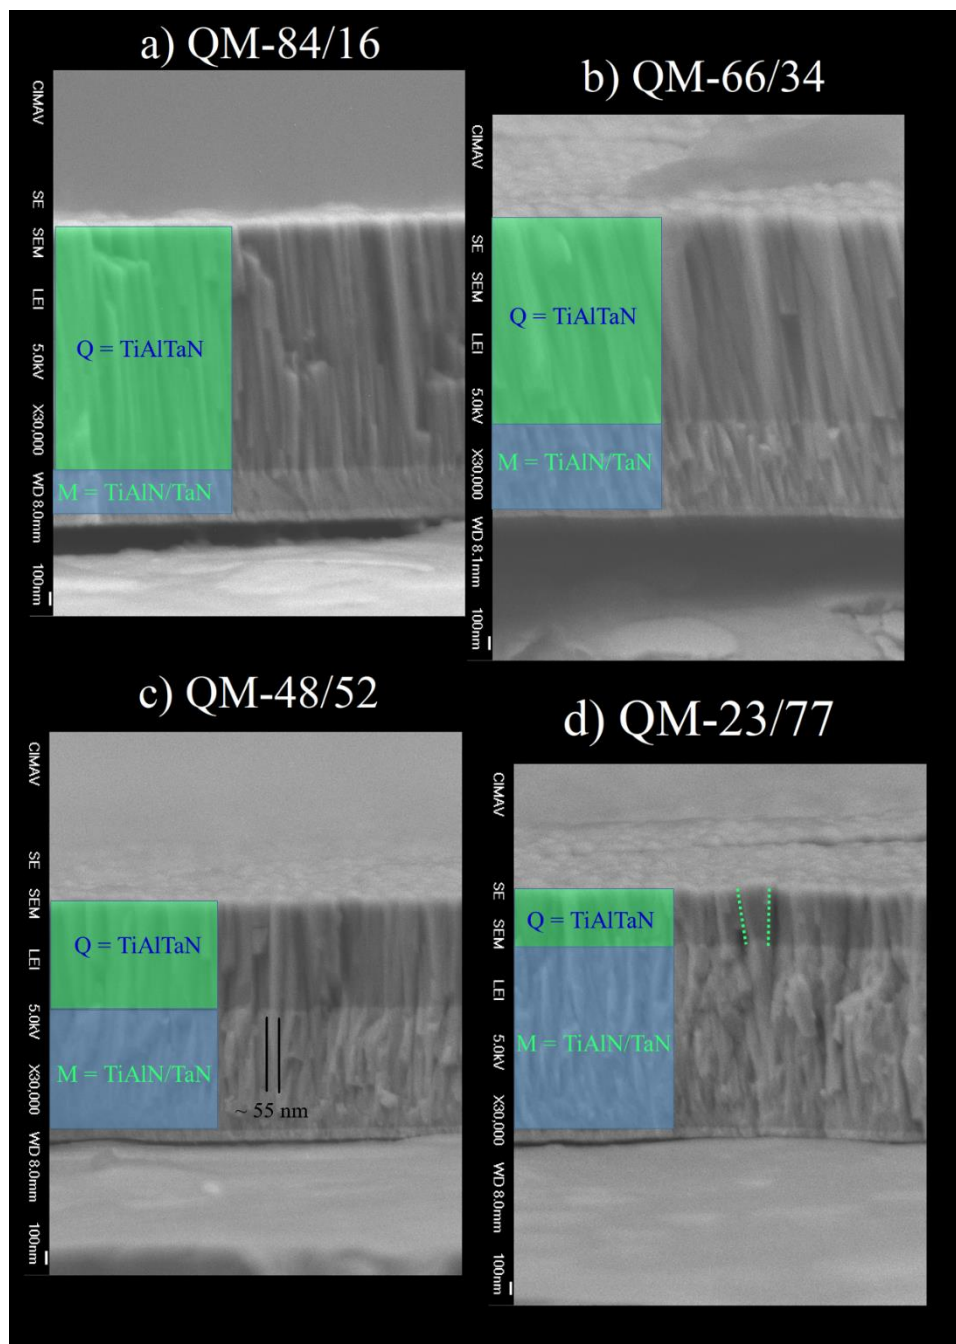 a) QM-84/16
CIMAV SE SEM LEI 5.0kV X30,000 WD 8.0mm 100nm
Q = TiAlTaN
M = TiAlN/TaN
b) QM-66/34
CIMAV SE SEM LEI 5.0kV X30,000 WD 8.1mm 100nm
Q = TiAlTaN
M = TiAlN/TaN
c) QM-48/52
CIMAV SE SEM LEI 5.0kV X30,000 WD 8.0mm 100nm
Q = TiAlTaN
M = TiAlN/TaN
~ 55 nm
d) QM-23/77
CIMAV SE SEM LEI 5.0kV X30,000 WD 8.0mm 100nm
Q = TiAlTaN
M = TiAlN/TaN